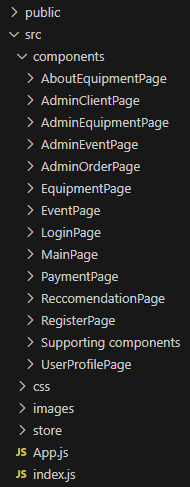 public
src
components
AboutEquipmentPage
AdminClientPage
AdminEquipmentPage
AdminEventPage
AdminOrderPage
EquipmentPage
EventPage
LoginPage
MainPage
PaymentPage
ReccomendationPage
RegisterPage
Supporting components
UserProfilePage
css
images
store
JS App.js
JS index.js